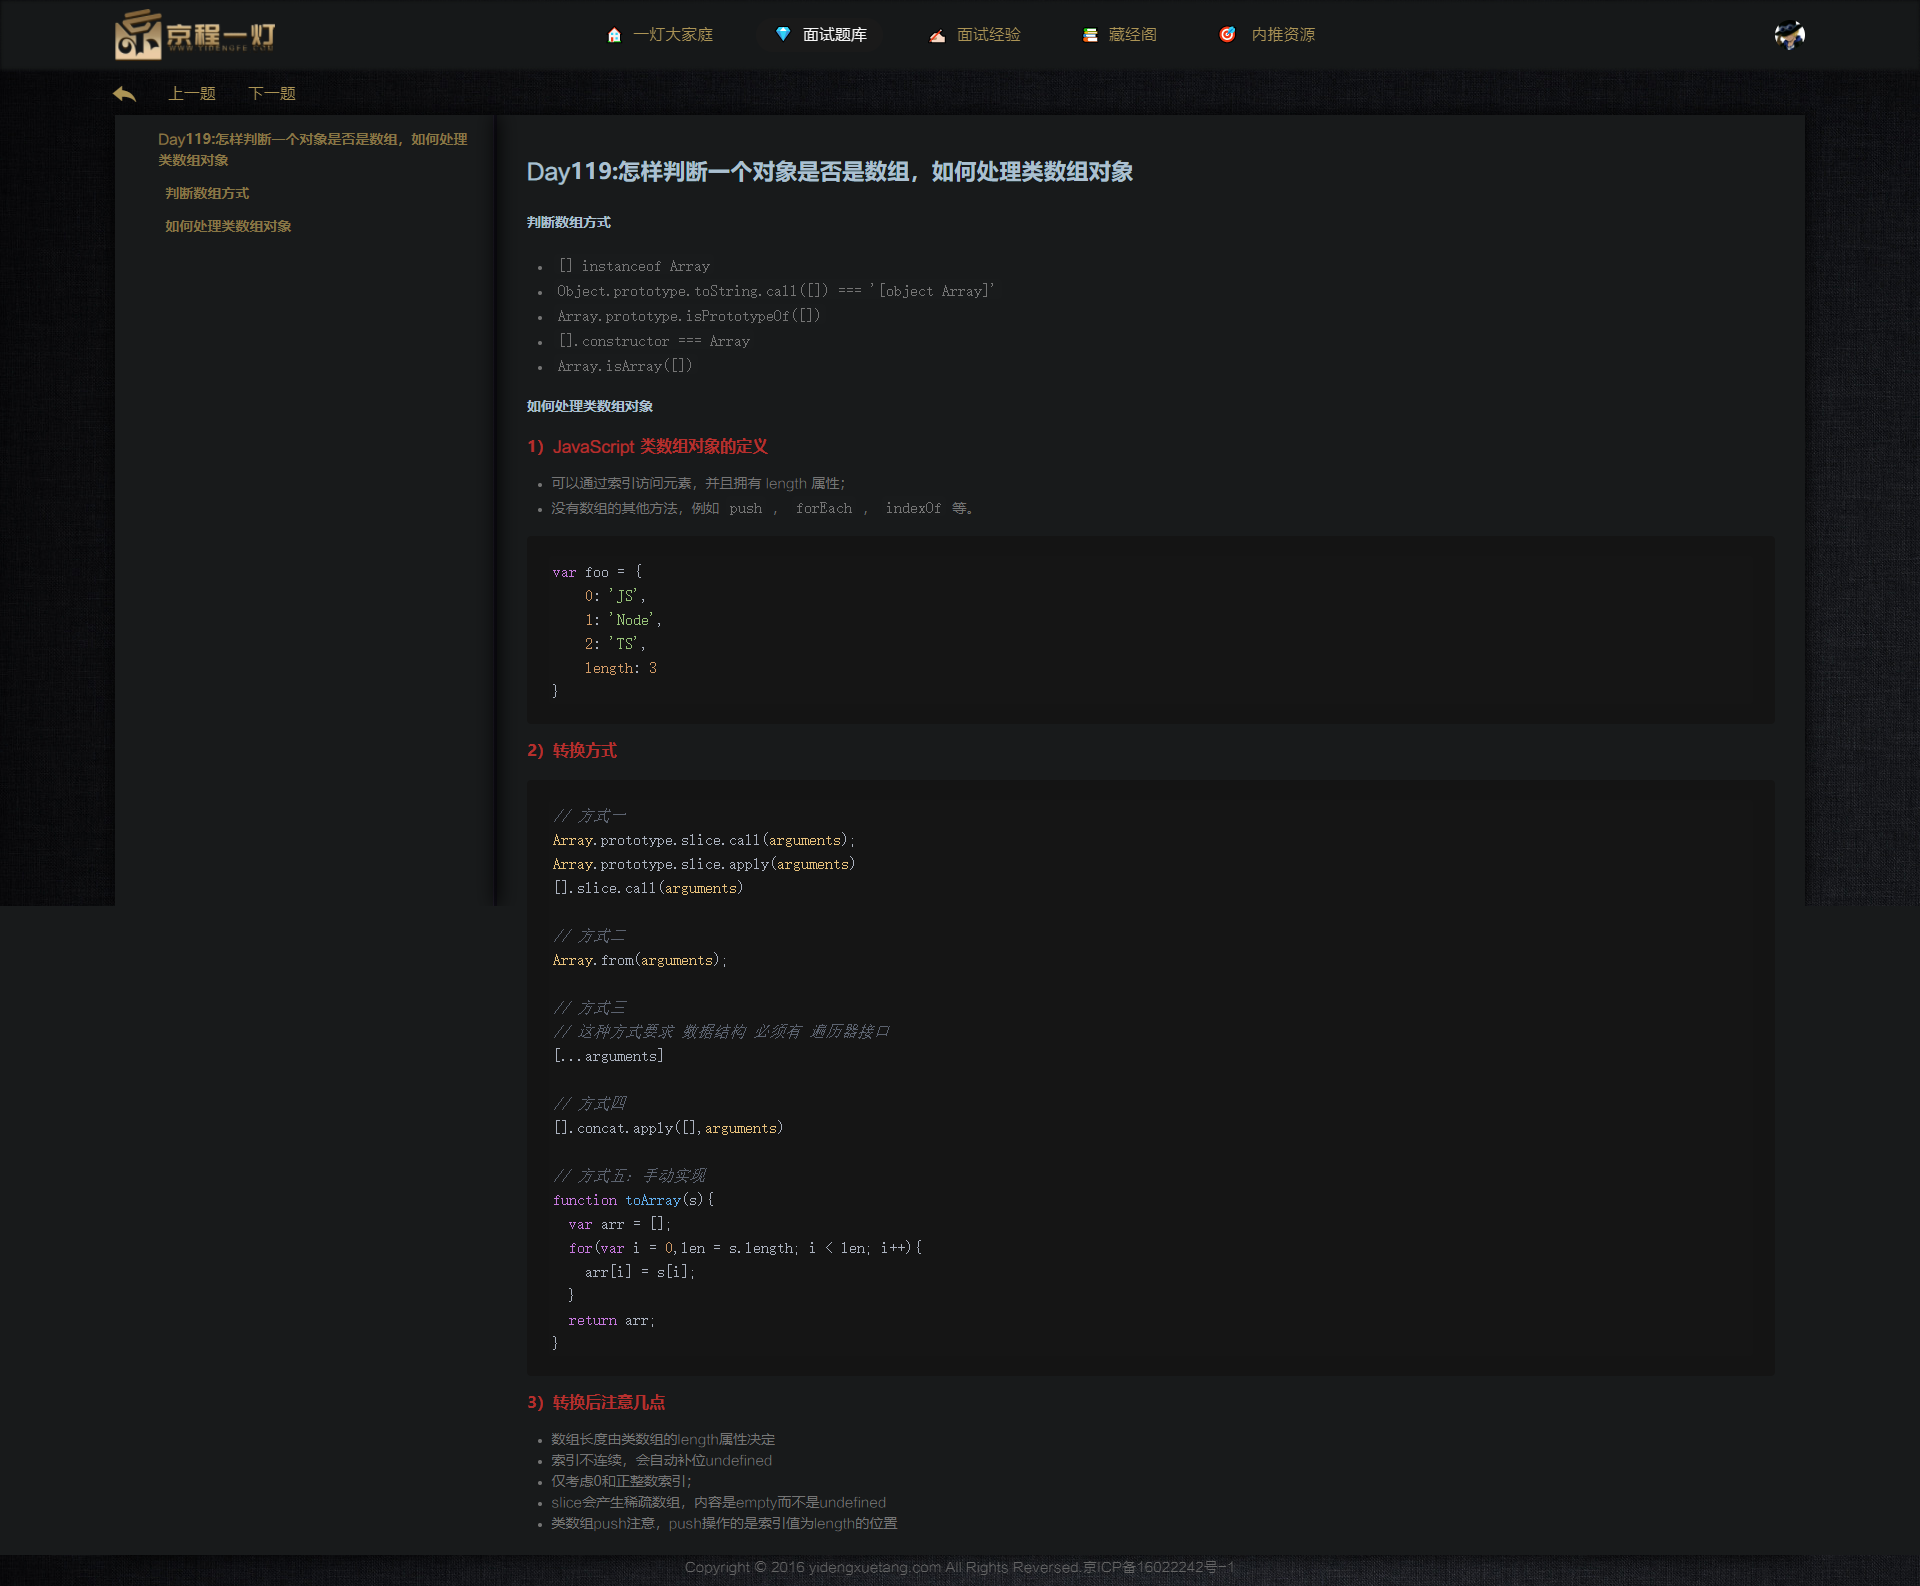 京程一灯
WWW.YIDENGFE.COM
一灯大家庭
面试题库
面试经验
藏经阁
内推资源
上一题 下一题
Day119:怎样判断一个对象是否是数组，如何处理
类数组对象
判断数组方式
如何处理类数组对象
Day119:怎样判断一个对象是否是数组，如何处理类数组对象
判断数组方式
[] instanceof Array
Object.prototype.toString.call([]) === '[object Array]'
Array.prototype.isPrototypeOf([])
[].constructor === Array
Array.isArray([])
如何处理类数组对象
1）JavaScript 类数组对象的定义
可以通过索引访问元素，并且拥有 length 属性；
没有数组的其他方法，例如 push ， forEach ， indexOf 等。
var foo = {
    0: 'JS',
    1: 'Node',
    2: 'TS',
    length: 3
}
2）转换方式
// 方式一
Array.prototype.slice.call(arguments);
Array.prototype.slice.apply(arguments)
[].slice.call(arguments)
// 方式二
Array.from(arguments);
// 方式三
// 这种方式要求 数据结构 必须有 遍历器接口
[...arguments]
// 方式四
[].concat.apply([],arguments)
// 方式五：手动实现
function toArray(s){
  var arr = [];
  for(var i = 0,len = s.length; i < len; i++){
    arr[i] = s[i];
  }
  return arr;
}
3）转换后注意几点
数组长度由类数组的length属性决定
索引不连续，会自动补位undefined
仅考虑0和正整数索引；
slice会产生稀疏数组，内容是empty而不是undefined
类数组push注意，push操作的是索引值为length的位置
Copyright © 2016 yidengxuetang.com All Rights Reversed.京ICP备16022242号-1